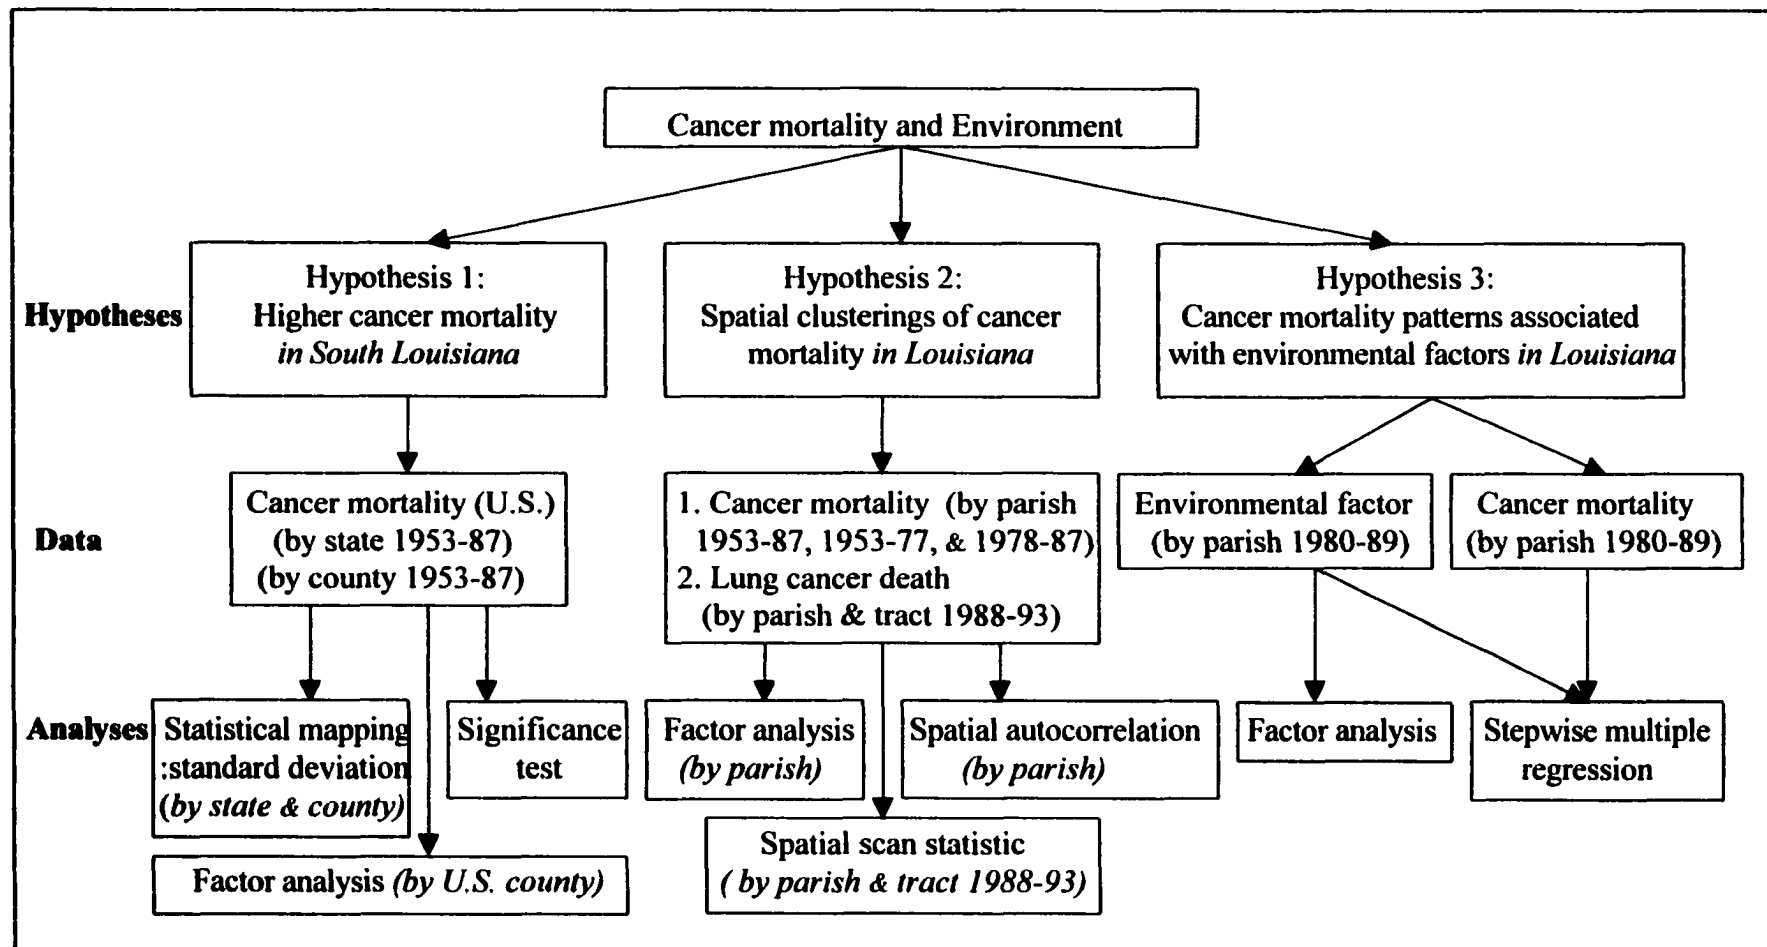 Cancer mortality and Environment
Hypotheses
Hypothesis 1:
Higher cancer mortality
in South Louisiana
Hypothesis 2:
Spatial clusterings of cancer
mortality in Louisiana
Hypothesis 3:
Cancer mortality patterns associated
with environmental factors in Louisiana
Data
Cancer mortality (U.S.)
(by state 1953-87)
(by county 1953-87)
1. Cancer mortality (by parish
1953-87, 1953-77, & 1978-87)
2. Lung cancer death
(by parish & tract 1988-93)
Environmental factor
(by parish 1980-89)
Cancer mortality
(by parish 1980-89)
Analyses
Statistical mapping
:standard deviation
(by state & county)
Significance
test
Factor analysis (by U.S. county)
Factor analysis
(by parish)
Spatial autocorrelation
(by parish)
Spatial scan statistic
( by parish & tract 1988-93)
Factor analysis
Stepwise multiple
regression